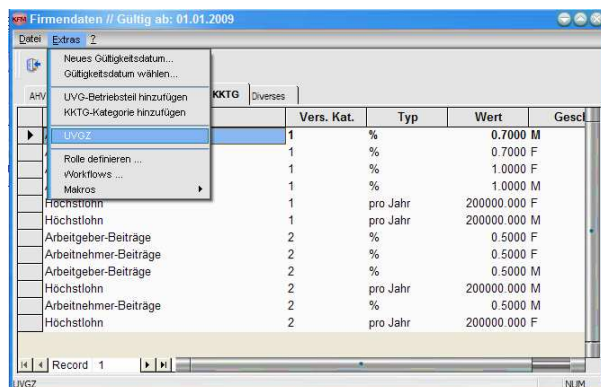 KFM Firmendaten // Gültig ab: 01.01.2009
Datei Extras ?
Neues Gültigkeitsdatum...
Gültigkeitsdatum wählen...
UVG-Betriebsteil hinzufügen
KKTG-Kategorie hinzufügen
UVGZ
Rolle definieren ...
Workflows ...
Makros
AHV KKTG Diverses
Vers. Kat. Typ Wert Gescl
1 % 0.7000 M
1 % 0.7000 F
1 % 1.0000 F
1 % 1.0000 M
Höchstlohn 1 pro Jahr 200000.000 F
Höchstlohn 1 pro Jahr 200000.000 M
Arbeitgeber-Beiträge 2 % 0.5000 F
Arbeitnehmer-Beiträge 2 % 0.5000 F
Arbeitgeber-Beiträge 2 % 0.5000 M
Höchstlohn 2 pro Jahr 200000.000 M
Arbeitnehmer-Beiträge 2 % 0.5000 M
Höchstlohn 2 pro Jahr 200000.000 F
Record 1
UVGZ NUM